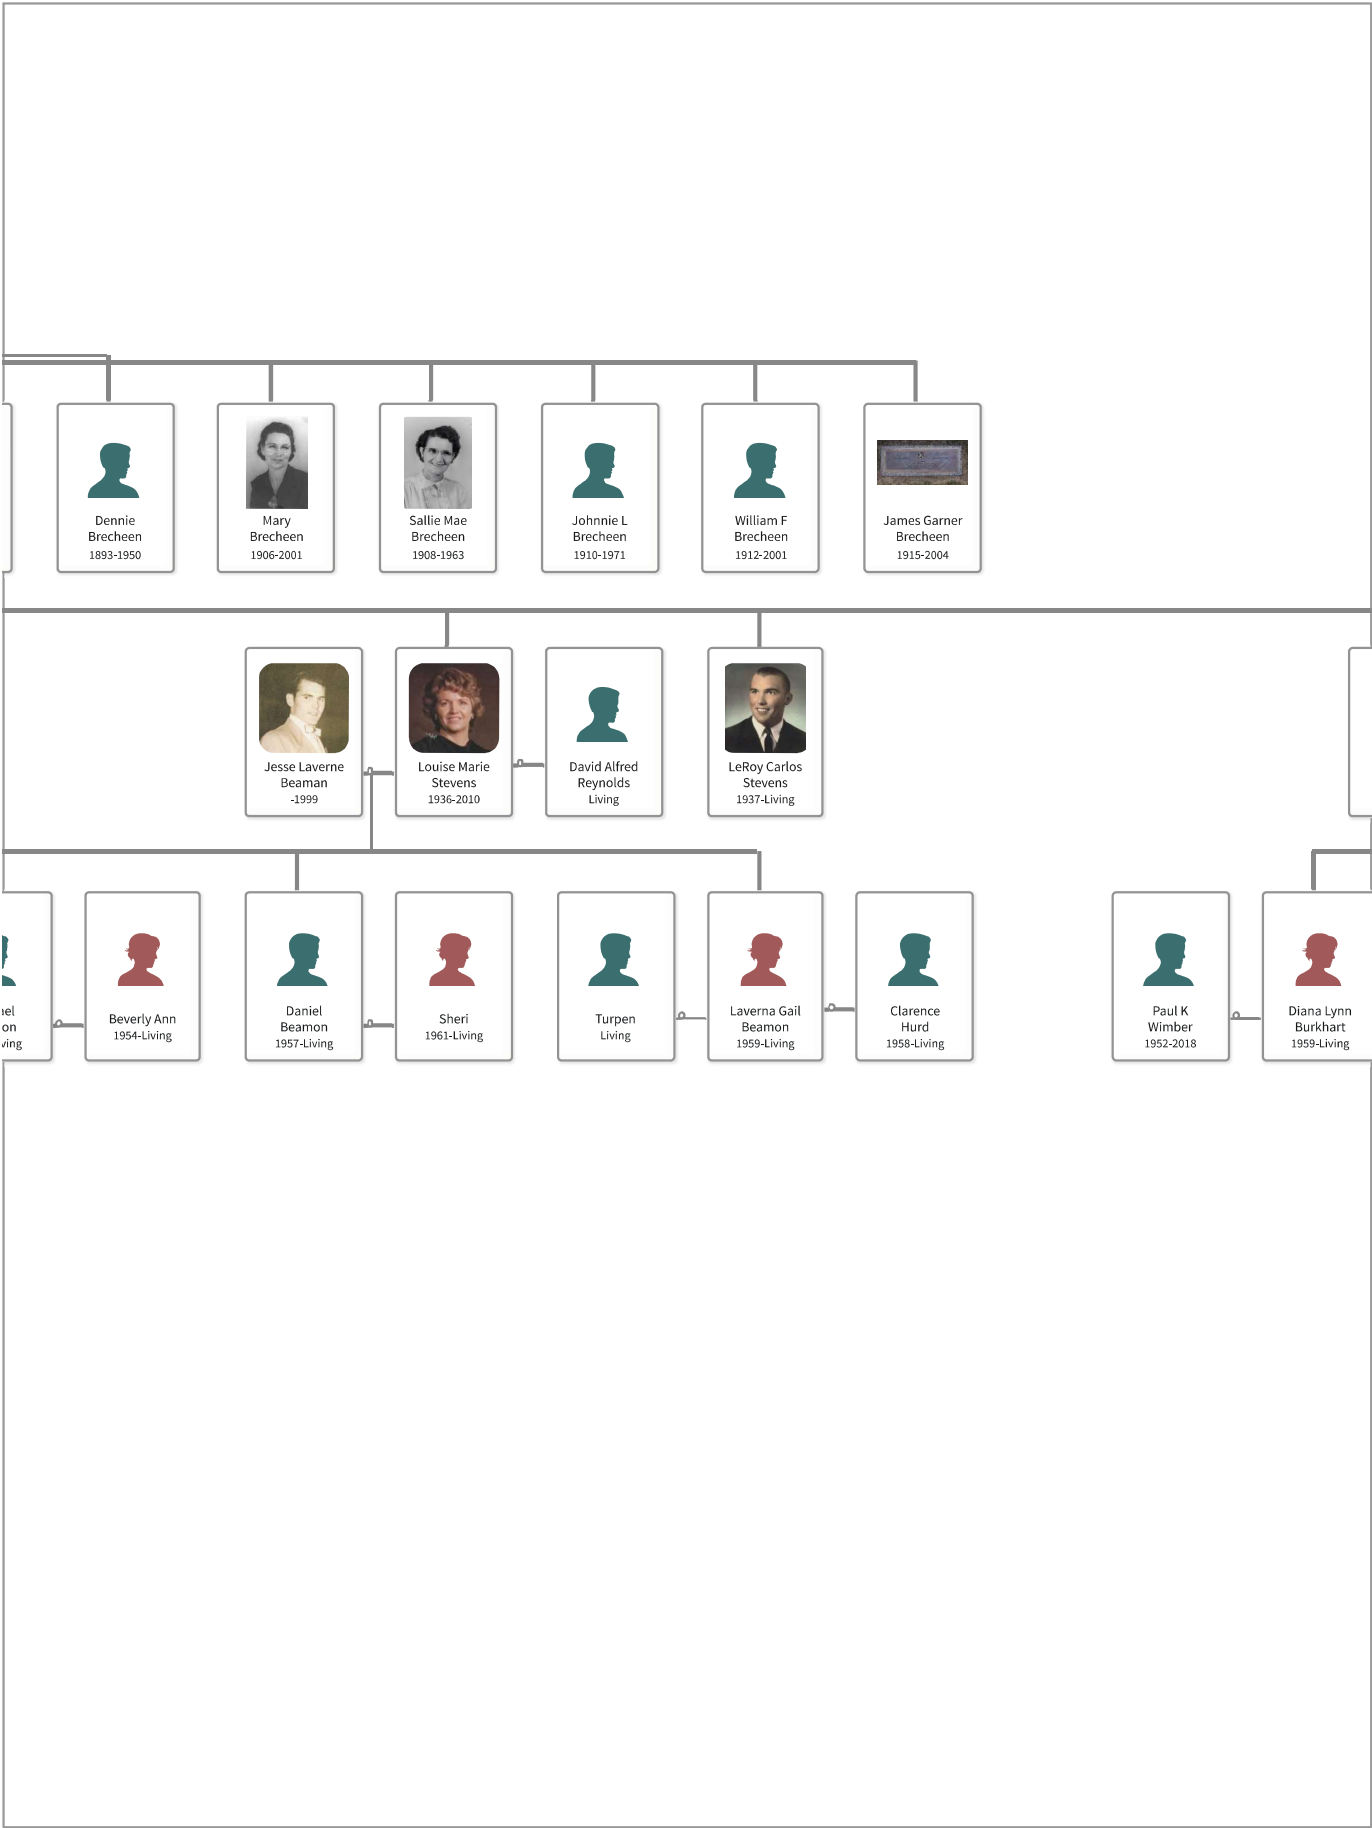 Dennie
Brecheen
1893-1950
Mary
Brecheen
1906-2001
Sallie Mae
Brecheen
1908-1963
Johnnie L
Brecheen
1910-1971
William F
Brecheen
1912-2001
James Garner
Brecheen
1915-2004
Jesse Laverne
Beaman
-1999
Louise Marie
Stevens
1936-2010
David Alfred
Reynolds
Living
LeRoy Carlos
Stevens
1937-Living
ael
on
ving
Beverly Ann
1954-Living
Daniel
Beamon
1957-Living
Sheri
1961-Living
Turpen
Living
Laverna Gail
Beamon
1959-Living
Clarence
Hurd
1958-Living
Paul K
Wimber
1952-2018
Diana Lynn
Burkhart
1959-Living